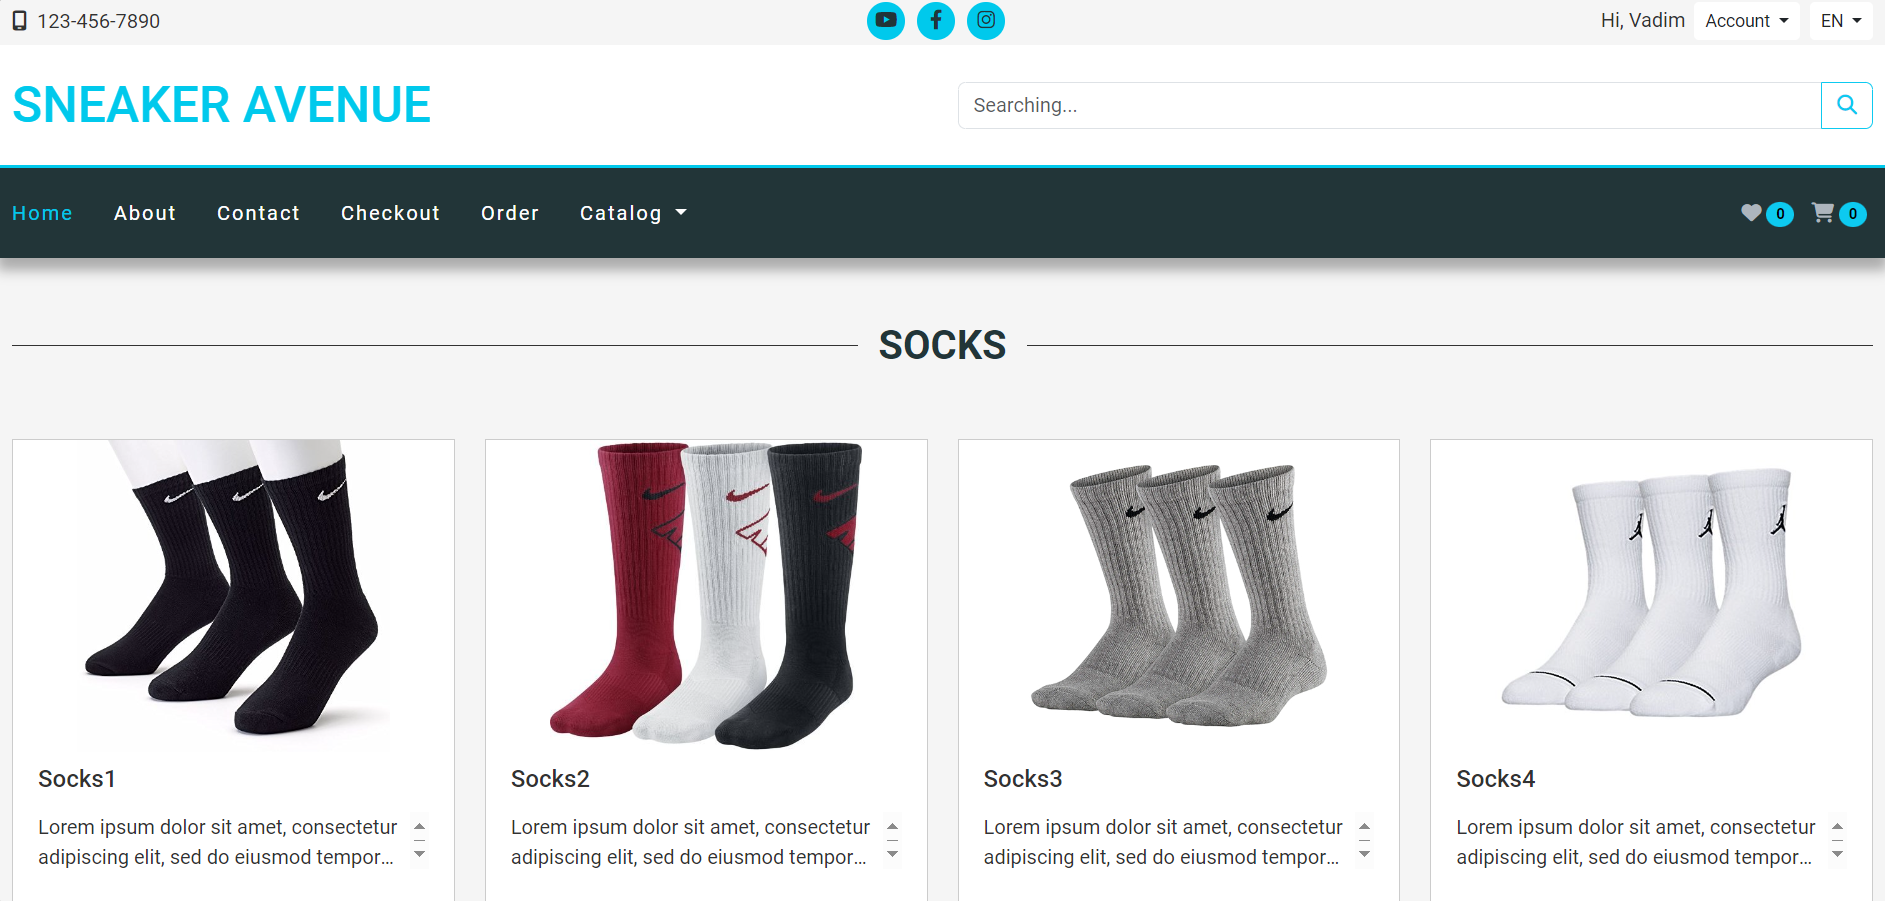 123-456-7890
Hi, Vadim
Account
EN
SNEAKER AVENUE
Searching...
Home
About
Contact
Checkout
Order
Catalog
0
0
SOCKS
Socks1
Lorem ipsum dolor sit amet, consectetur
adipiscing elit, sed do eiusmod tempor...
Socks2
Lorem ipsum dolor sit amet, consectetur
adipiscing elit, sed do eiusmod tempor...
Socks3
Lorem ipsum dolor sit amet, consectetur
adipiscing elit, sed do eiusmod tempor...
Socks4
Lorem ipsum dolor sit amet, consectetur
adipiscing elit, sed do eiusmod tempor...